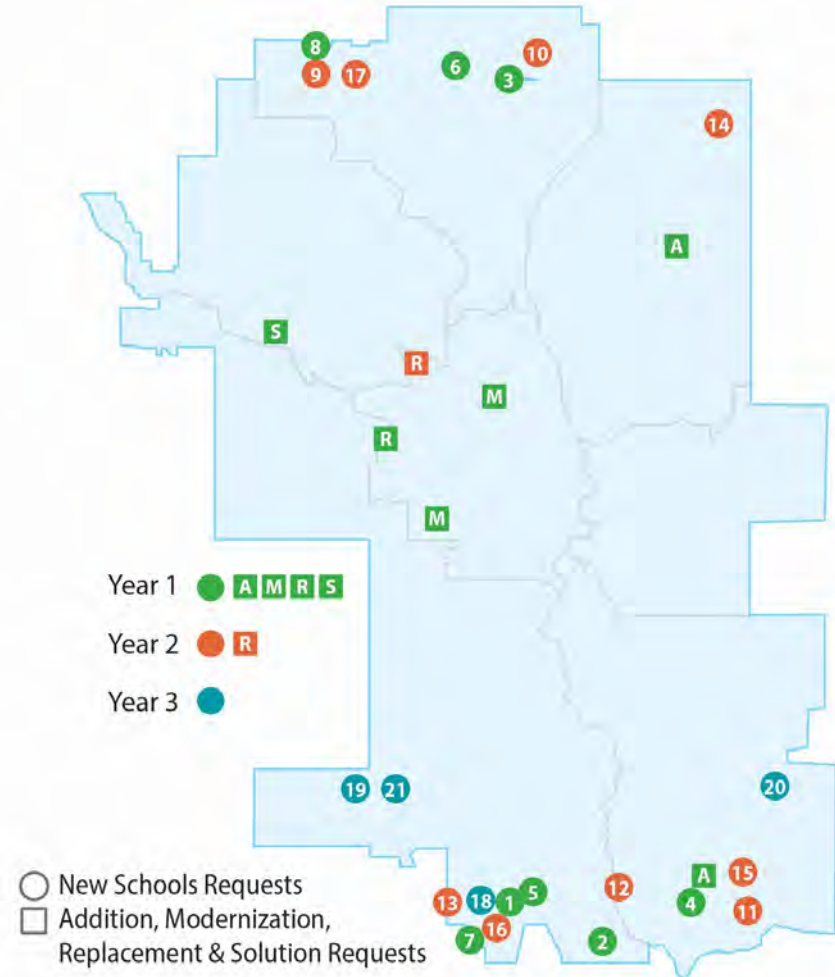 8
10
6
9
17
3
14
A
S
R
M
R
M
Year 1 A M R S
Year 2 R
Year 3
19
21
20
15
A
12
5
18
1
13
4
11
16
7
2
New Schools Requests
Addition, Modernization,
Replacement & Solution Requests